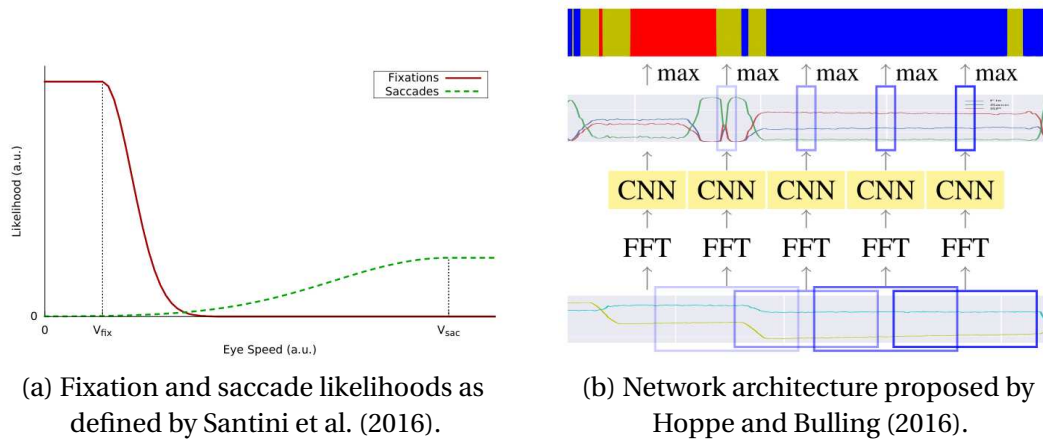 Likelihood (a.u.)
Fixations
Saccades
0
0
V_fix
V_sac
Eye Speed (a.u.)
(a) Fixation and saccade likelihoods as
defined by Santini et al. (2016).
max max max max max
CNN CNN CNN CNN CNN
FFT FFT FFT FFT FFT
(b) Network architecture proposed by
Hoppe and Bulling (2016).